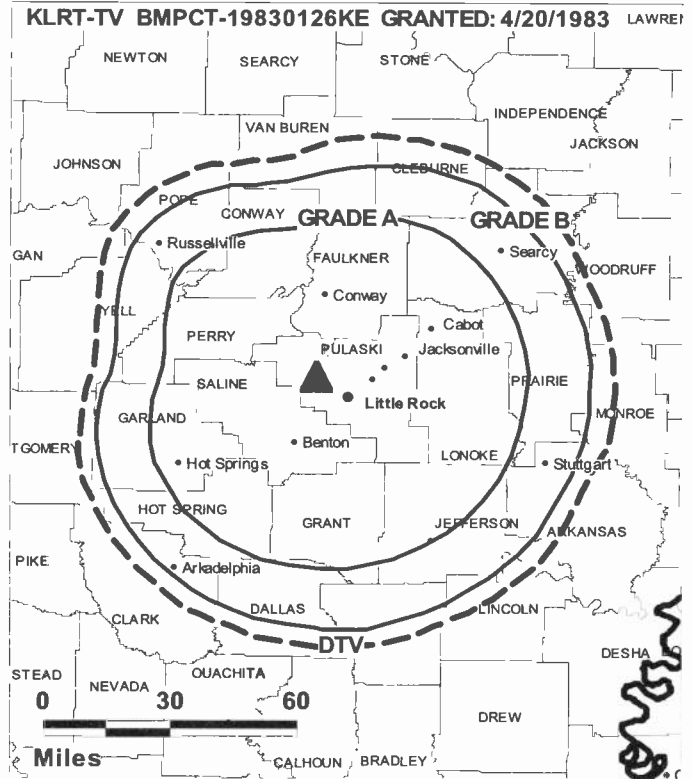 KLRT-TV BMPCT-19830126KE GRANTED: 4/20/1983
LAWREN
NEWTON
SEARCY
STONE
INDEPENDENCE
VAN BUREN
JACKSON
JOHNSON
CLEBURNE
POPE
CONWAY
GRADE A
GRADE B
Russellville
Searcy
GAN
FAULKNER
WOODRUFF
Conway
YELL
Cabot
PERRY
PULASKI
Jacksonville
SALINE
PRAIRIE
Little Rock
GARLAND
MONROE
Benton
TGOMERY
LONOKE
Hot Springs
Stuttgart
HOT SPRING
GRANT
JEFFERSON
ARKANSAS
PIKE
Arkadelphia
DALLAS
LINCOLN
CLARK
DTV
DESHA
STEAD
OUACHITA
NEVADA
0 30 60
DREW
Miles
CALHOUN
BRADLEY